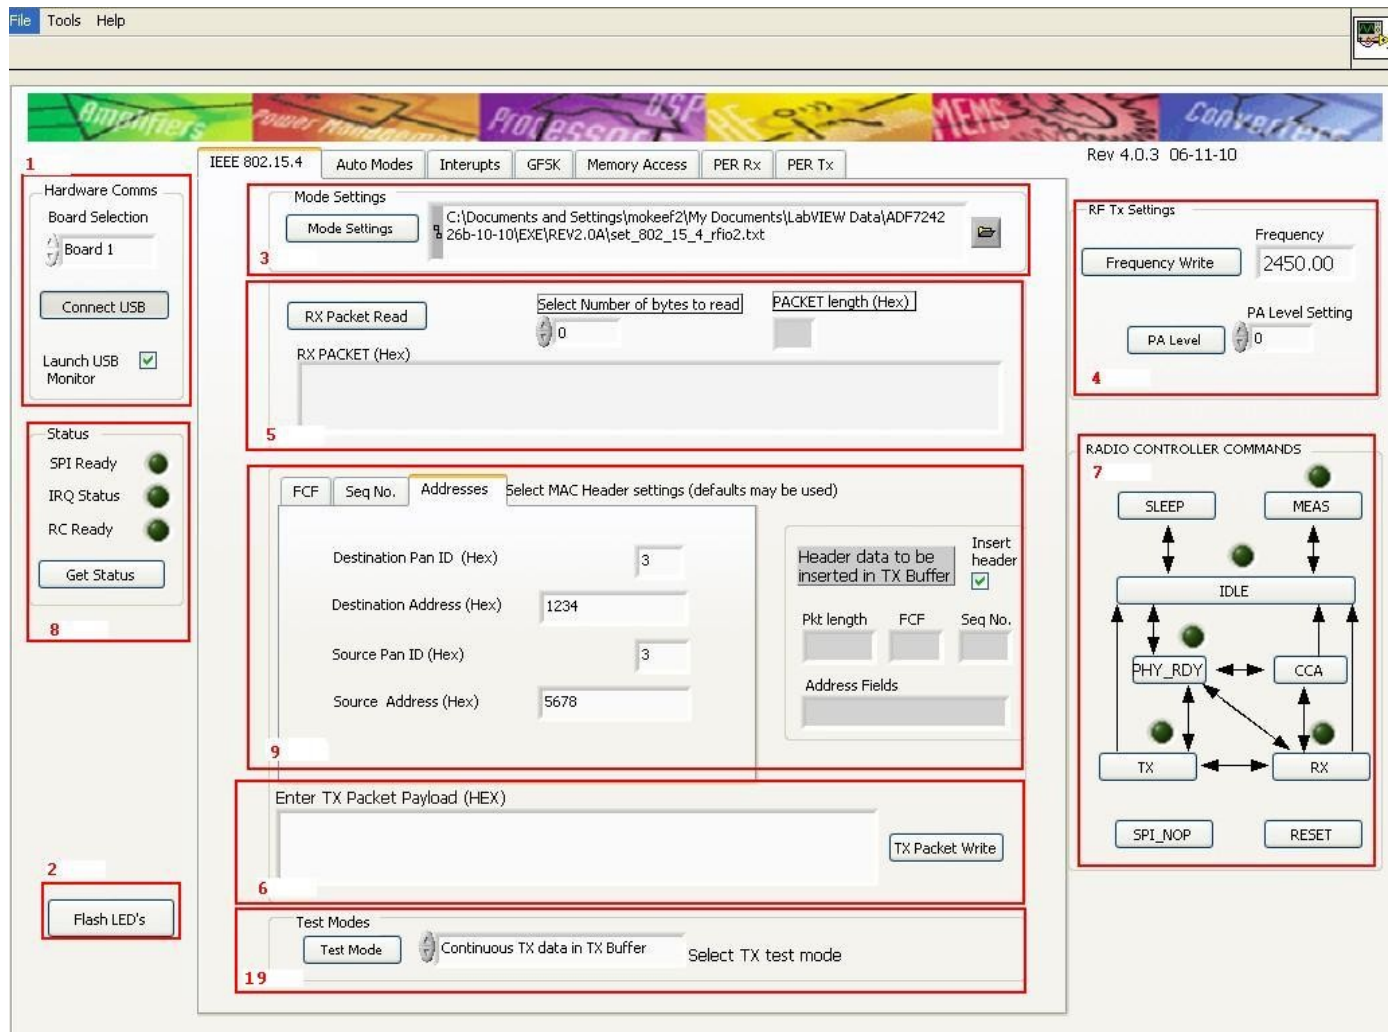 File Tools Help
Amplifiers Power Management Processors DSP RF MEMS Converters
IEEE 802.15.4 Auto Modes Interupts GFSK Memory Access PER Rx PER Tx
Rev 4.0.3 06-11-10
1
Hardware Comms
Board Selection
Board 1
Connect USB
Launch USB
Monitor
Status
SPI Ready
IRQ Status
RC Ready
Get Status
8
2
Flash LED's
Mode Settings
Mode Settings
C:\Documents and Settings\mokeef2\My Documents\LabVIEW Data\ADF7242
26b-10-10\EXE\REV2.0A\set_802_15_4_rfio2.txt
3
RX Packet Read
Select Number of bytes to read
0
PACKET length (Hex)
RX PACKET (Hex)
5
FCF Seq No. Addresses Select MAC Header settings (defaults may be used)
Destination Pan ID (Hex) 3
Destination Address (Hex) 1234
Source Pan ID (Hex) 3
Source Address (Hex) 5678
9
Header data to be
inserted in TX Buffer
Insert
header
Pkt length FCF Seq No.
Address Fields
Enter TX Packet Payload (HEX)
TX Packet Write
6
Test Modes
Test Mode Continuous TX data in TX Buffer Select TX test mode
19
RF Tx Settings
Frequency
Frequency Write 2450.00
PA Level Setting
PA Level 0
4
RADIO CONTROLLER COMMANDS
7
SLEEP MEAS
IDLE
PHY_RDY CCA
TX RX
SPI_NOP RESET